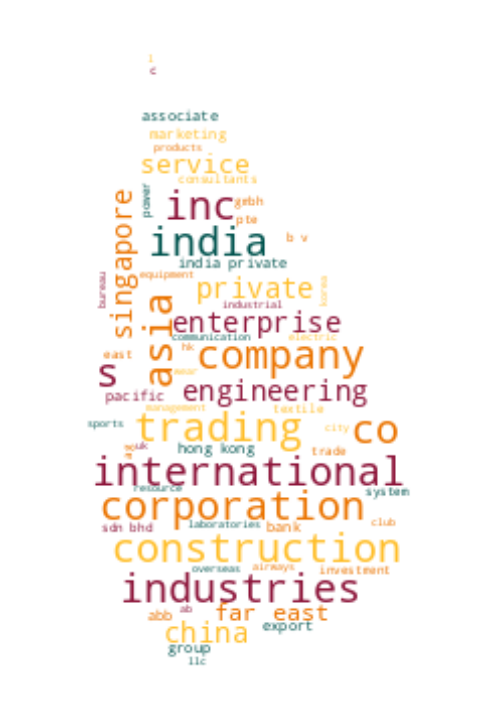 l
c
associate
marketing
products
service
consultants
power
singapore
inc
gmbh
pte
india
b v
india private
bureau
equipment
private
korea
industrial
asia
enterprise
communication
electric
hk
east
company
wear
s
engineering
pacific
management
textile
sports
trading
co
city
uk
hong kong
trade
international
resource
system
corporation
sdn bhd
laboratories
bank
club
construction
overseas
airways
investment
industries
abb
ab
far east
china
export
group
llc